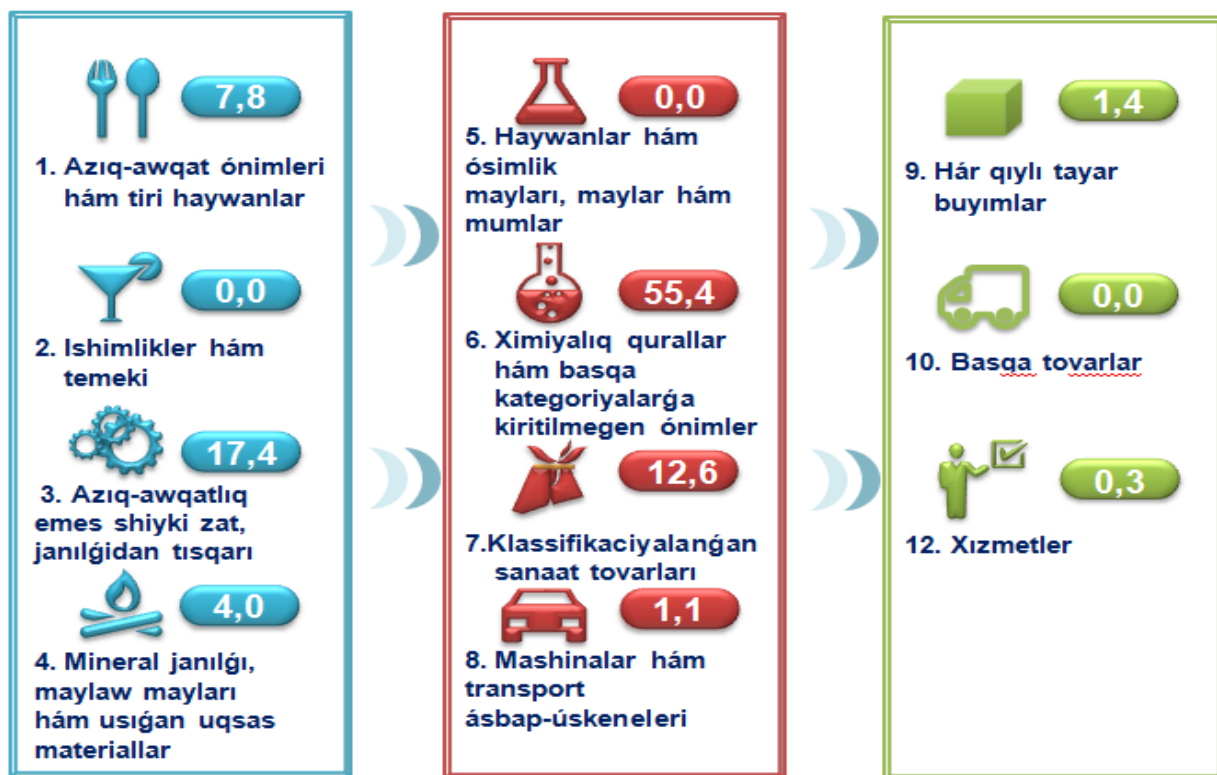 7,8
1. Azıq-awqat ónimleri
hám tiri haywanlar
0,0
2. Ishimlikler hám
temeki
17,4
3. Azıq-awqatlıq
emes shiyki zat,
janılǵidan tısqarı
4,0
4. Mineral janılǵı,
maylaw mayları
hám usıǵan uqsas
materiallar
0,0
5. Haywanlar hám
ósimlik
mayları, maylar hám
mumlar
55,4
6. Ximiyalıq qurallar
hám basqa
kategoriyalarǵa
kiritilmegen ónimler
12,6
7.Klassifikaciyalanǵan
sanaat tovarları
1,1
8. Mashinalar hám
transport
ásbap-úskeneleri
1,4
9. Hár qıylı tayar
buyımlar
0,0
10. Basqa tovarlar
0,3
12. Xızmetler